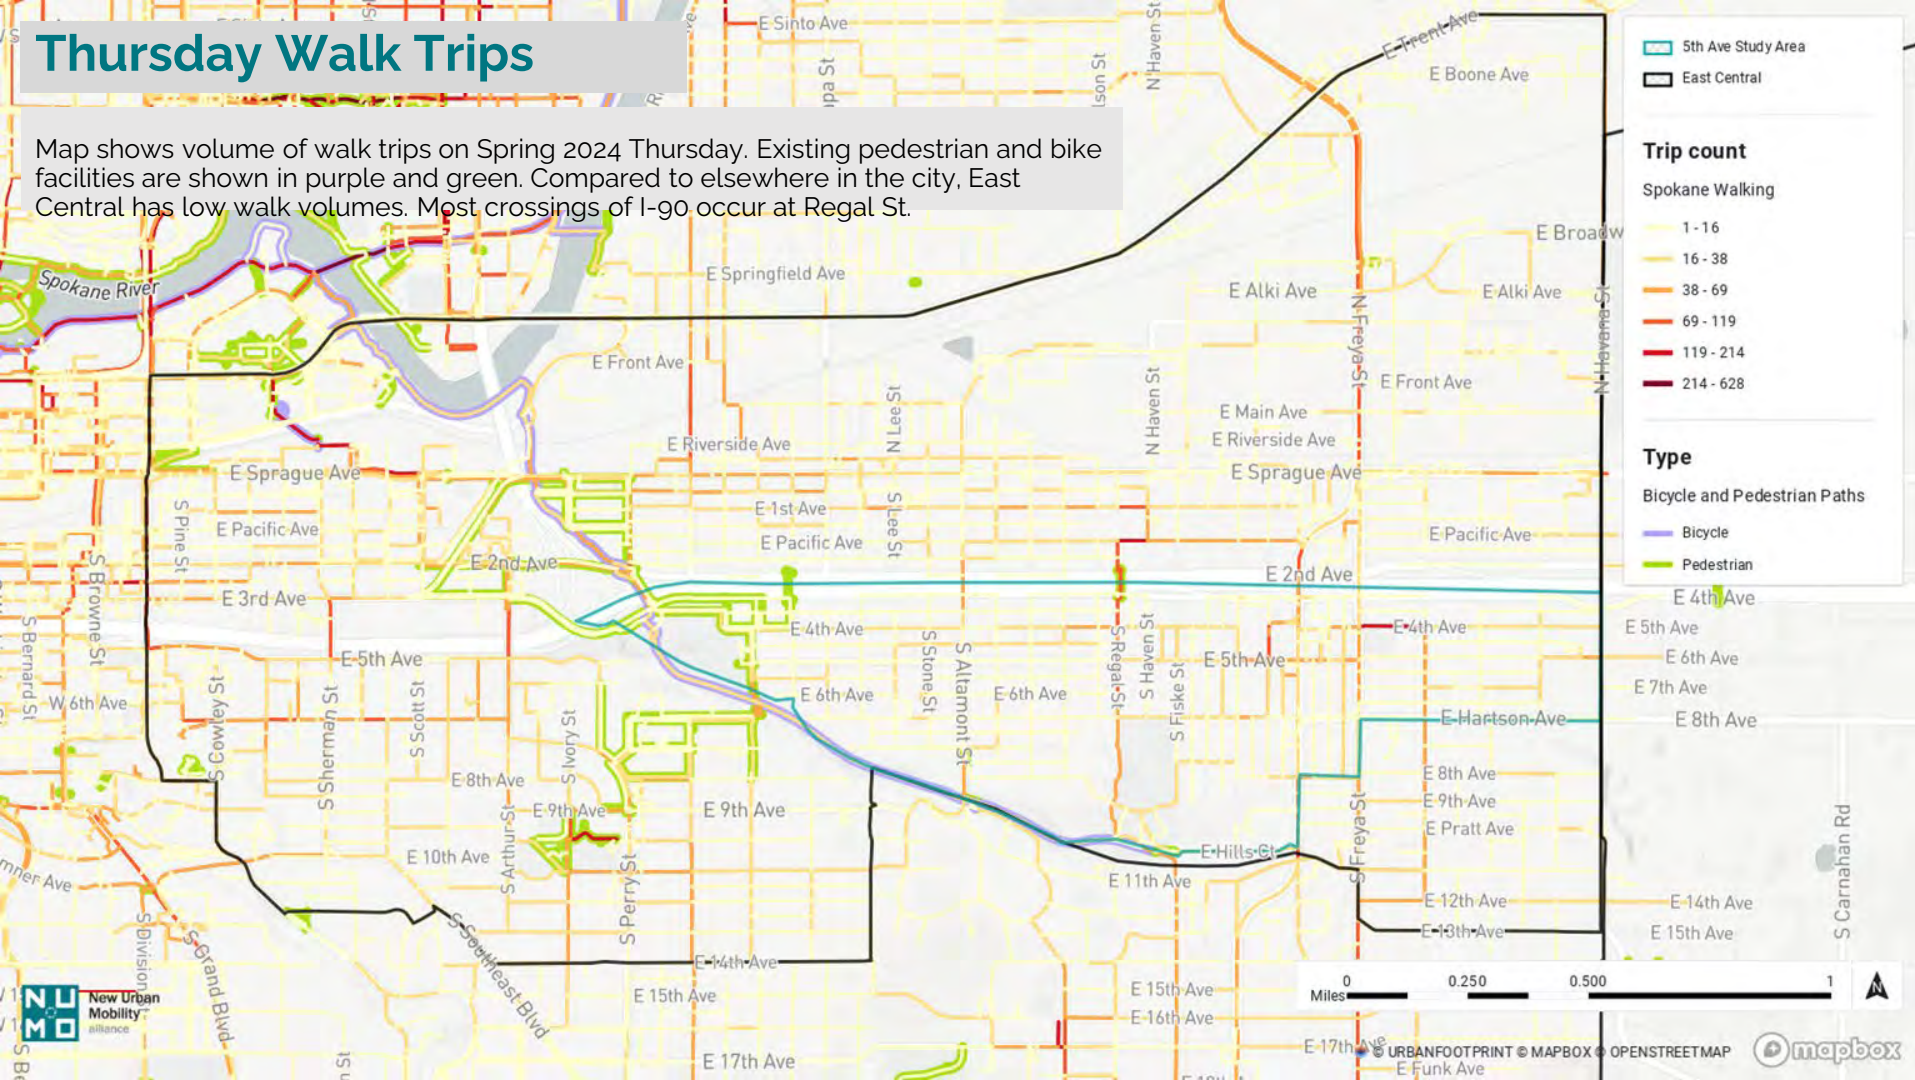 Thursday Walk Trips
Map shows volume of walk trips on Spring 2024 Thursday. Existing pedestrian and bike
facilities are shown in purple and green. Compared to elsewhere in the city, East
Central has low walk volumes. Most crossings of I-90 occur at Regal St.
5th Ave Study Area
East Central
Trip count
Spokane Walking
1 - 16
16 - 38
38 - 69
69 - 119
119 - 214
214 - 628
Type
Bicycle and Pedestrian Paths
Bicycle
Pedestrian
E Sinto Ave
N Haven St
E Trent Ave
E Boone Ave
E Broadw
Spokane River
E Springfield Ave
E Alki Ave
E Alki Ave
N Freya St
N Havana St
E Front Ave
E Front Ave
N Lee St
N Haven St
E Main Ave
E Riverside Ave
E Riverside Ave
E Sprague Ave
E Sprague Ave
S Pine St
E Pacific Ave
E 1st Ave
S Lee St
E Pacific Ave
E Pacific Ave
S Browne St
E 2nd Ave
E 2nd Ave
E 3rd Ave
E 4th Ave
S Bernard St
E 4th Ave
E 4th Ave
E 5th Ave
E 5th Ave
E 5th Ave
E 6th Ave
W 6th Ave
S Cowley St
S Sherman St
S Scott St
S Ivory St
E 6th Ave
S Stone St
S Altamont St
E 6th Ave
S Regal St
S Haven St
S Fiske St
E 7th Ave
E Hartson Ave
E 8th Ave
E 8th Ave
E 8th Ave
E 9th Ave
E 9th Ave
E 9th Ave
E Pratt Ave
S Arthur St
S Perry St
E 10th Ave
E Hills Ct
S Freya St
S Carnahan Rd
mner Ave
E 11th Ave
E 12th Ave
E 14th Ave
E 13th Ave
E 15th Ave
S Division St
S Grand Blvd
S Southeast Blvd
E 14th Ave
E 15th Ave
E 15th Ave
E 16th Ave
E 17th Ave
E 17th Ave
E Funk Ave
NUMO
New Urban
Mobility
alliance
0 0.250 0.500 1
Miles
N
© URBANFOOTPRINT © MAPBOX © OPENSTREETMAP
mapbox